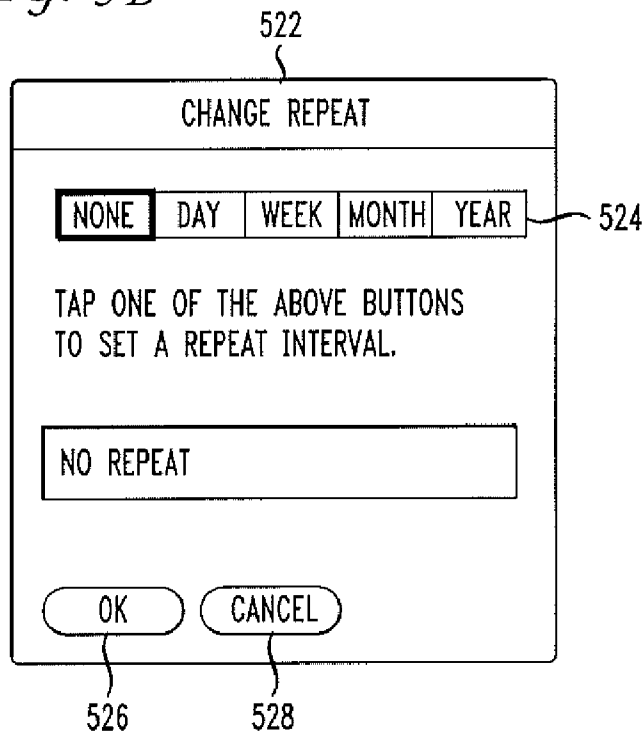 522
CHANGE REPEAT
NONE DAY WEEK MONTH YEAR 524
TAP ONE OF THE ABOVE BUTTONS
TO SET A REPEAT INTERVAL.
NO REPEAT
OK CANCEL
526 528